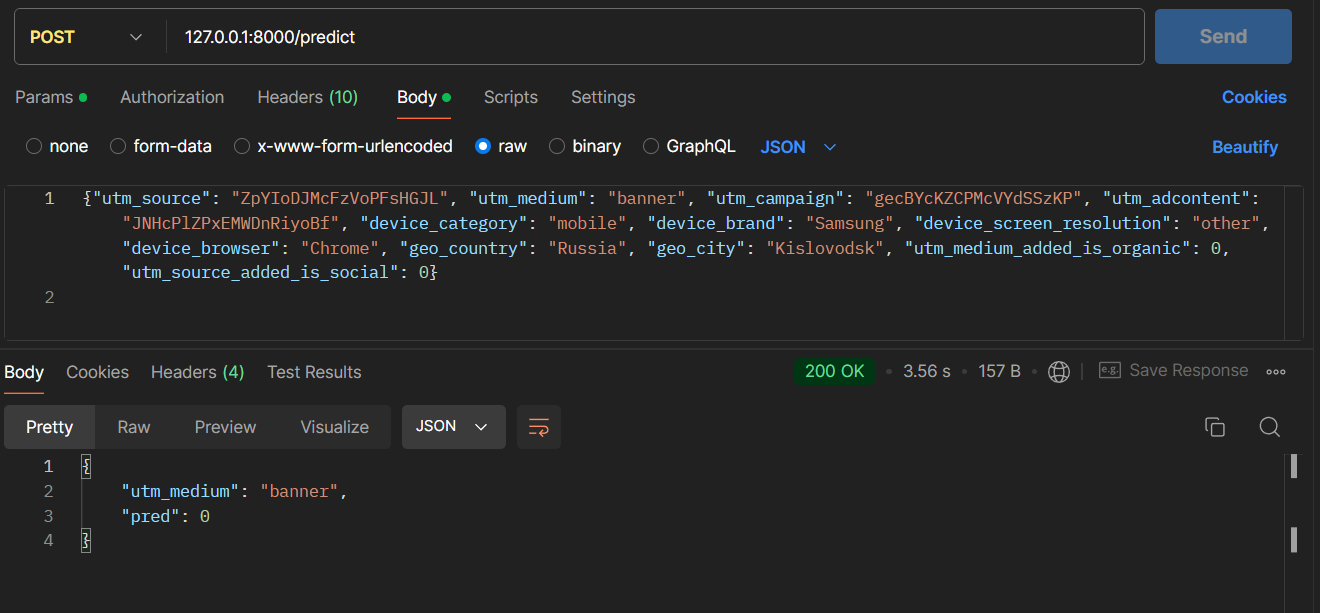 POST 127.0.0.1:8000/predict Send
Params Authorization Headers (10) Body Scripts Settings Cookies
none form-data x-www-form-urlencoded raw binary GraphQL JSON Beautify
1 {"utm_source": "ZpYIoDJMcFzVoPFsHGJL", "utm_medium": "banner", "utm_campaign": "gecBYcKZCPMcVYdSSzKP", "utm_adcontent":
"JNHcPlZPxEMWDnRiyoBf", "device_category": "mobile", "device_brand": "Samsung", "device_screen_resolution": "other",
"device_browser": "Chrome", "geo_country": "Russia", "geo_city": "Kislovodsk", "utm_medium_added_is_organic": 0,
"utm_source_added_is_social": 0}
2
Body Cookies Headers (4) Test Results 200 OK 3.56 s 157 B e.g. Save Response
Pretty Raw Preview Visualize JSON
1 {
2 "utm_medium": "banner",
3 "pred": 0
4 }